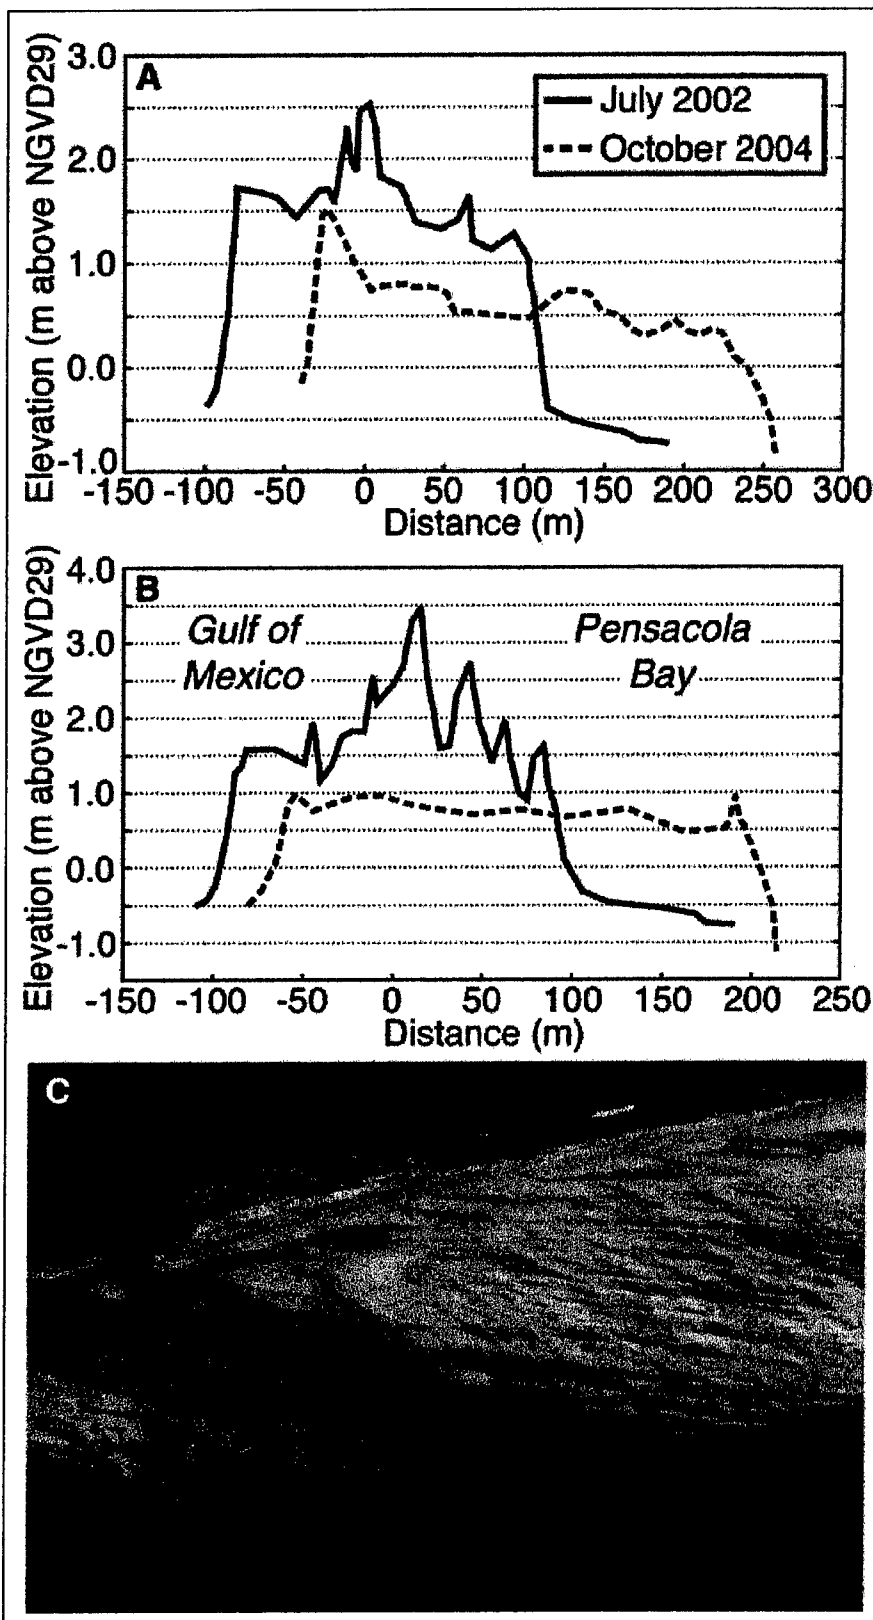 A
July 2002
October 2004
Elevation (m above NGVD29)
3.0
2.0
1.0
0.0
-1.0
-150 -100 -50 0 50 100 150 200 250 300
Distance (m)
B
Gulf of
Mexico
Pensacola
Bay
Elevation (m above NGVD29)
4.0
3.0
2.0
1.0
0.0
-1.0
-150 -100 -50 0 50 100 150 200 250
Distance (m)
C